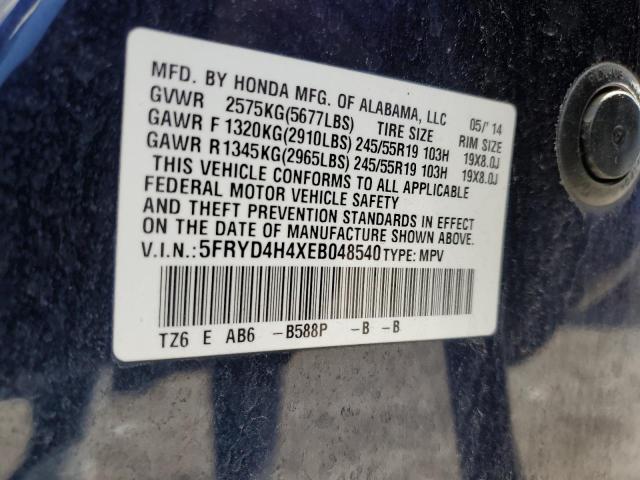 MFD. BY HONDA MFG. OF ALABAMA, LLC 05/'14
GVWR 2575KG(5677LBS) TIRE SIZE RIM SIZE
GAWR F 1320KG(2910LBS) 245/55R19 103H 19X8.0J
GAWR R 1345KG(2965LBS) 245/55R19 103H 19X8.0J
THIS VEHICLE CONFORMS TO ALL APPLICABLE
FEDERAL MOTOR VEHICLE SAFETY
AND THEFT PREVENTION STANDARDS IN EFFECT
ON THE DATE OF MANUFACTURE SHOWN ABOVE.
V.I.N.: 5FRYD4H4XEB048540 TYPE: MPV
TZ6 E AB6 -B588P -B -B